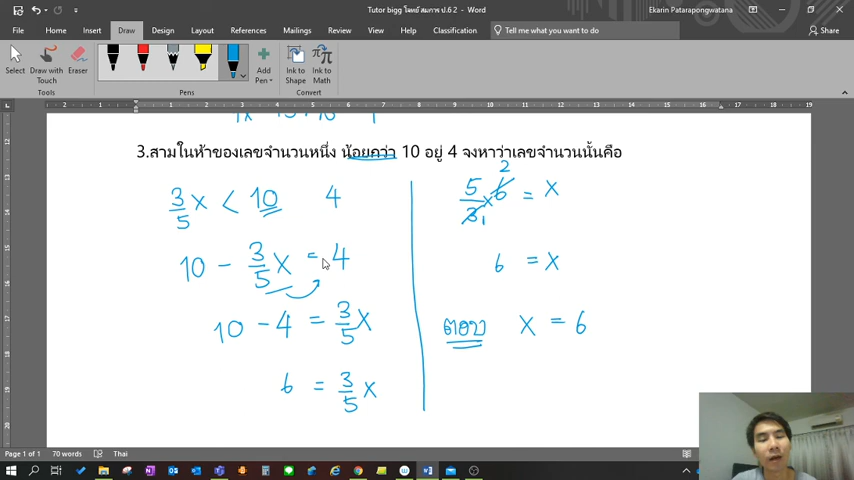 Tutor bigg โจทย์ สมการ ป.6 2 - Word
Ekarin Patarapongwatana
File Home Insert Draw Design Layout References Mailings Review View Help Classification Tell me what you want to do Share
Select Draw with Touch Eraser Add Pen Ink to Shape Ink to Math
Tools Pens Convert
3.สามในห้าของเลขจำนวนหนึ่ง น้อยกว่า 10 อยู่ 4 จงหาว่าเลขจำนวนนั้นคือ
3/5 x < 10 4
10 - 3/5 x = 4
10 - 4 = 3/5 x
6 = 3/5 x
5/3 1 x 6 2 = x
6 = x
ตอบ x = 6
Page 1 of 1 70 words Thai